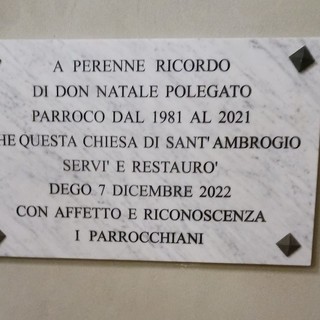 A PERENNE RICORDO
DI DON NATALE POLEGATO
PARROCO DAL 1981 AL 2021
HE QUESTA CHIESA DI SANT'AMBROGIO
SERVI' E RESTAURO'
DEGO 7 DICEMBRE 2022
CON AFFETTO E RICONOSCENZA
I PARROCCHIANI